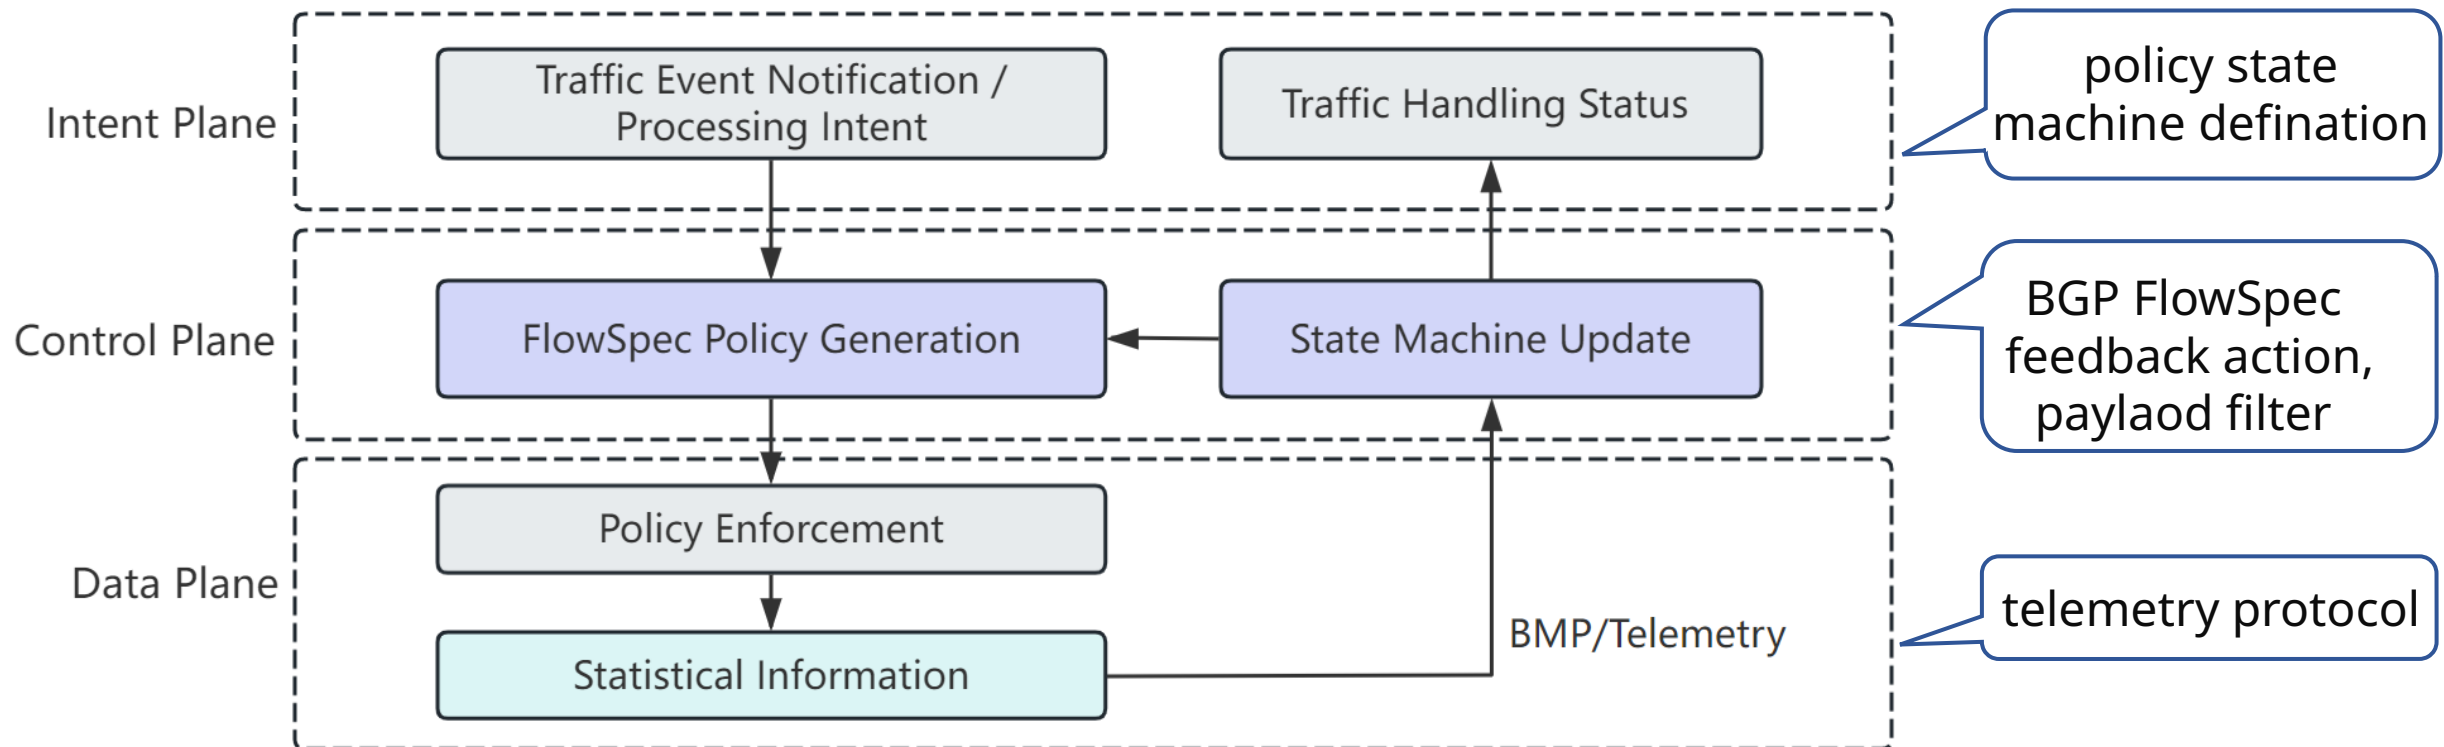 Intent Plane
Traffic Event Notification /
Processing Intent
Traffic Handling Status
policy state
machine defination
Control Plane
FlowSpec Policy Generation
State Machine Update
BGP FlowSpec
feedback action,
paylaod filter
Data Plane
Policy Enforcement
Statistical Information
BMP/Telemetry
telemetry protocol